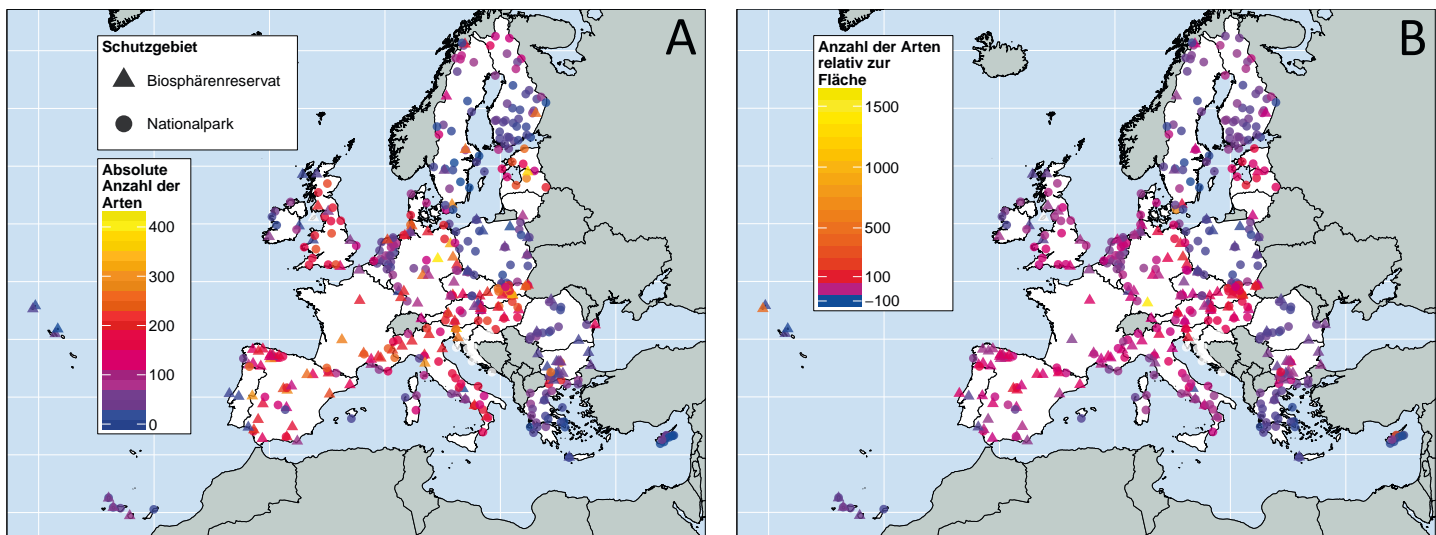 A
Schutzgebiet
Biosphärenreservat
Nationalpark
Absolute
Anzahl der
Arten
400
300
200
100
0
B
Anzahl der Arten
relativ zur
Fläche
1500
1000
500
100
−100